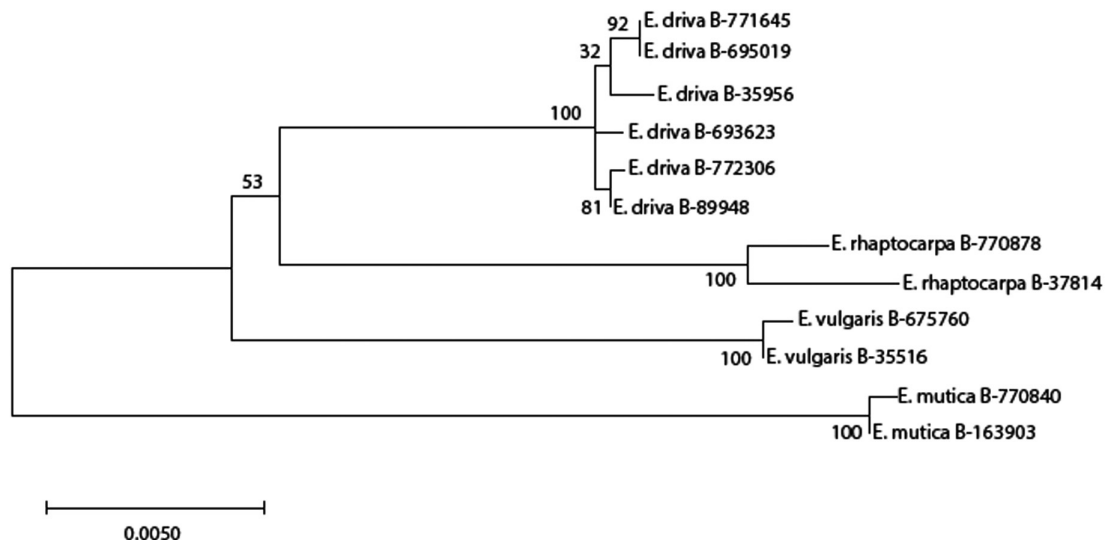 92
E. driva B-771645
E. driva B-695019
32
E. driva B-35956
100
E. driva B-693623
E. driva B-772306
53
81
E. driva B-89948
E. rhaptocarpa B-770878
100
E. rhaptocarpa B-37814
E. vulgaris B-675760
100
E. vulgaris B-35516
E. mutica B-770840
100
E. mutica B-163903
0.0050